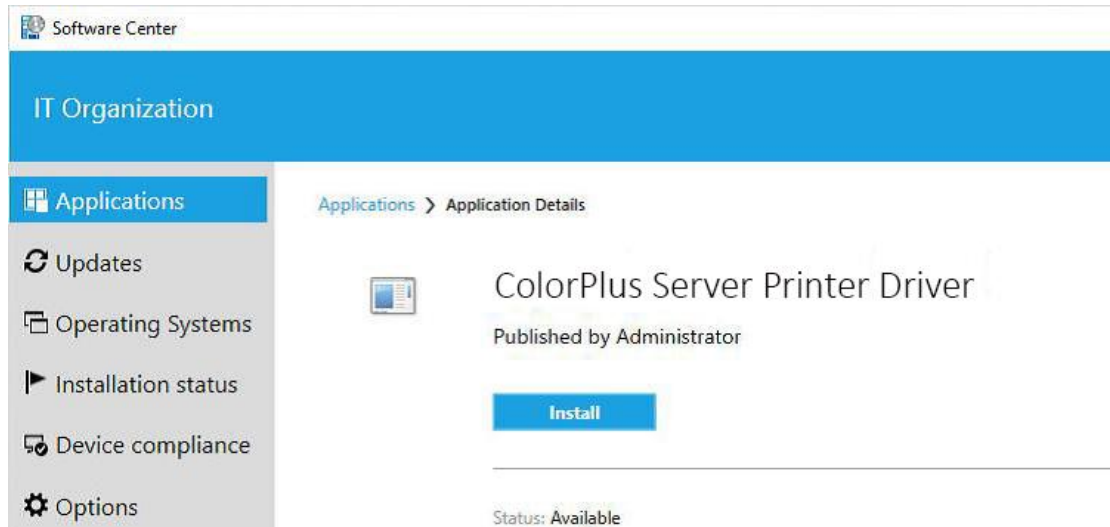 Software Center
IT Organization
Applications
Updates
Operating Systems
Installation status
Device compliance
Options
Applications ❯ Application Details
ColorPlus Server Printer Driver
Published by Administrator
Install
Status: Available